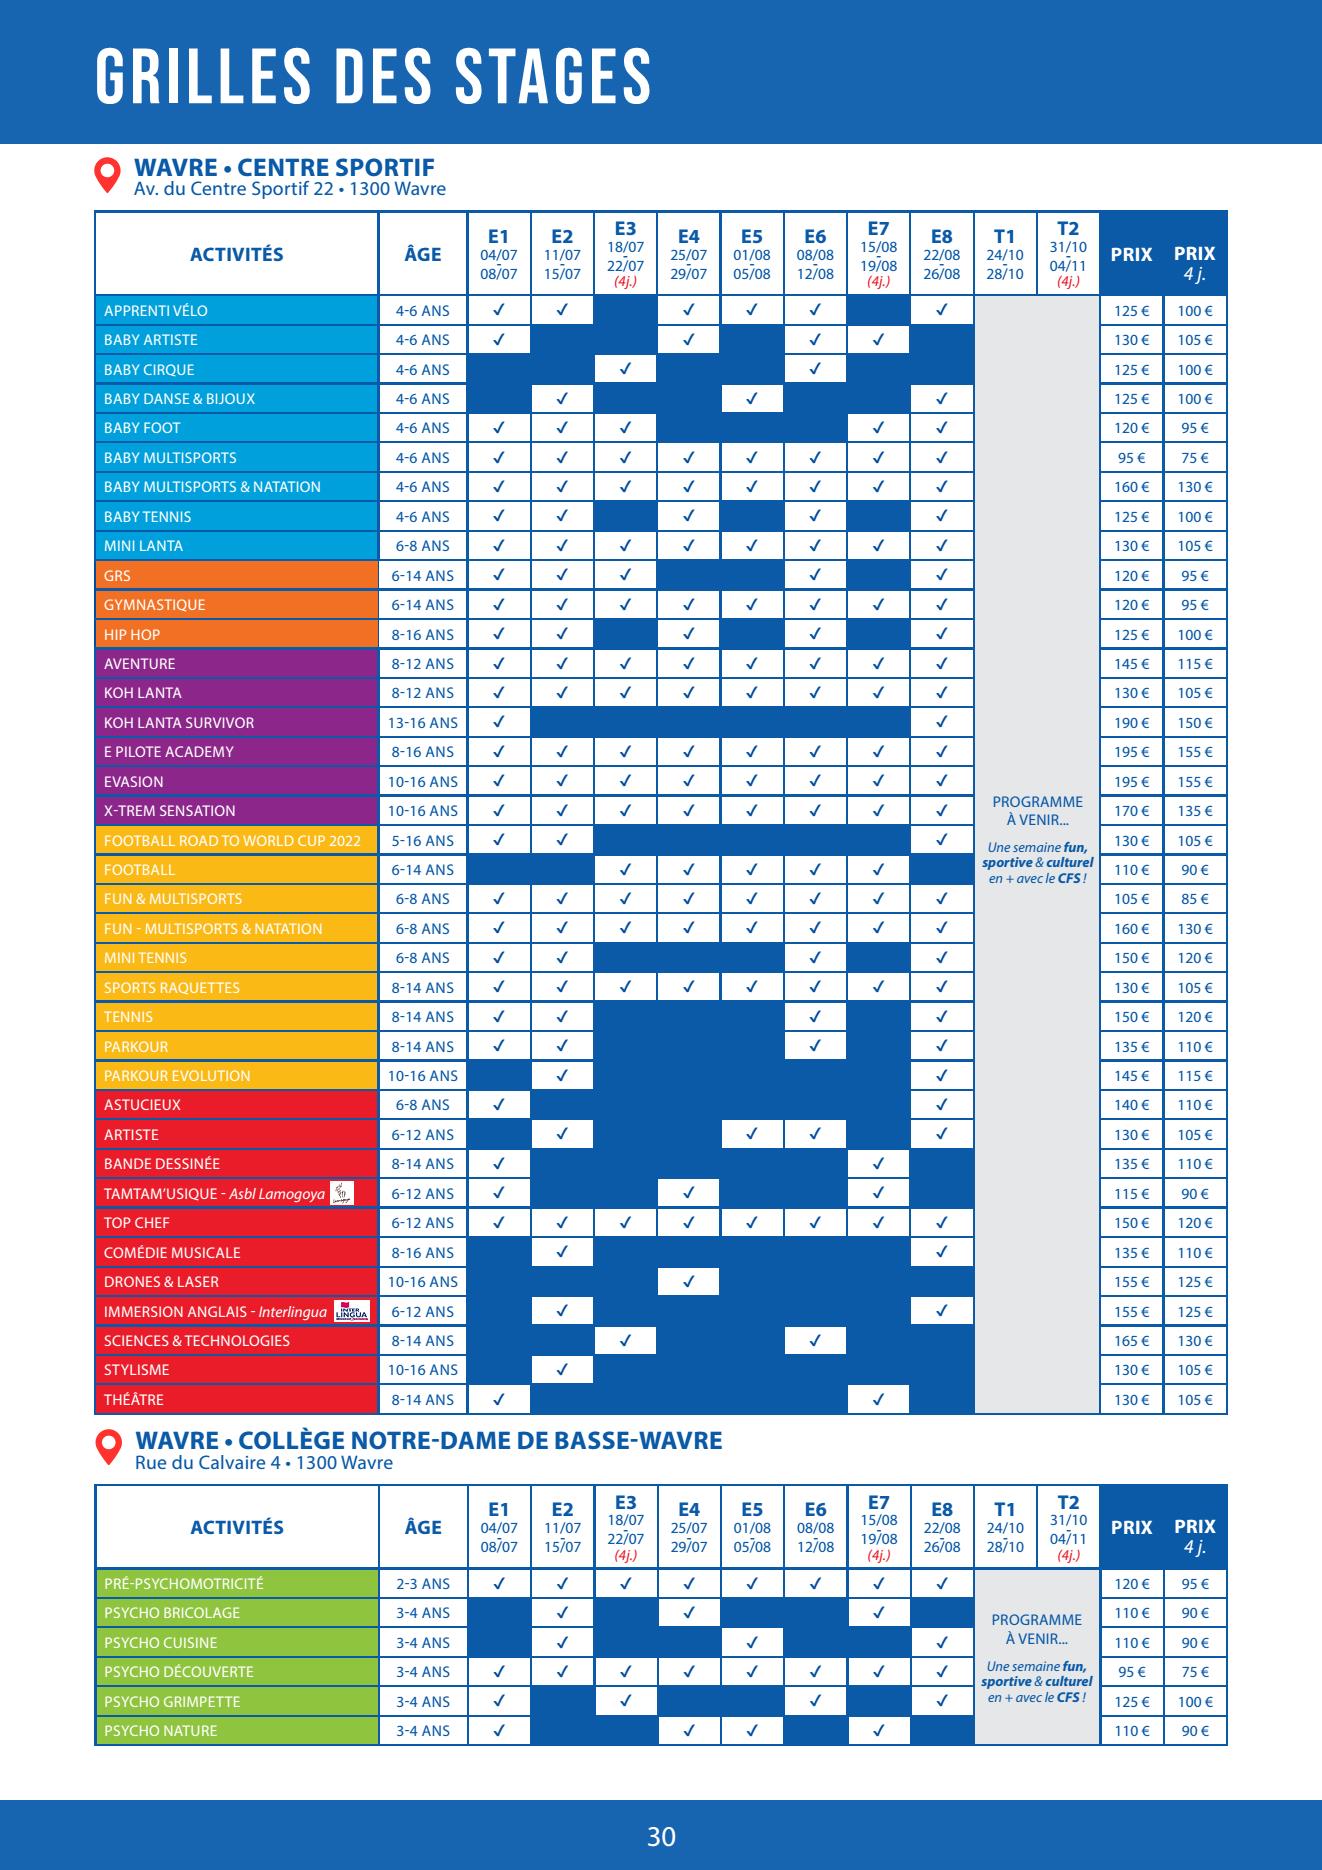 GRILLES DES STAGES
WAVRE • CENTRE SPORTIF
Av. du Centre Sportif 22 • 1300 Wavre
ACTIVITÉS ÂGE E1 04/07 - 08/07 E2 11/07 - 15/07 E3 18/07 - 22/07 (4j.) E4 25/07 - 29/07 E5 01/08 - 05/08 E6 08/08 - 12/08 E7 15/08 - 19/08 (4j.) E8 22/08 - 26/08 T1 24/10 - 28/10 T2 31/10 - 04/11 (4j.) PRIX PRIX 4 j.
APPRENTI VÉLO 4-6 ANS ✓ ✓ ✓ ✓ ✓ ✓ 125 € 100 €
BABY ARTISTE 4-6 ANS ✓ ✓ ✓ ✓ 130 € 105 €
BABY CIRQUE 4-6 ANS ✓ ✓ 125 € 100 €
BABY DANSE & BIJOUX 4-6 ANS ✓ ✓ ✓ 125 € 100 €
BABY FOOT 4-6 ANS ✓ ✓ ✓ ✓ ✓ 120 € 95 €
BABY MULTISPORTS 4-6 ANS ✓ ✓ ✓ ✓ ✓ ✓ ✓ ✓ 95 € 75 €
BABY MULTISPORTS & NATATION 4-6 ANS ✓ ✓ ✓ ✓ ✓ ✓ ✓ ✓ 160 € 130 €
BABY TENNIS 4-6 ANS ✓ ✓ ✓ ✓ ✓ 125 € 100 €
MINI LANTA 6-8 ANS ✓ ✓ ✓ ✓ ✓ ✓ ✓ ✓ 130 € 105 €
GRS 6-14 ANS ✓ ✓ ✓ ✓ ✓ 120 € 95 €
GYMNASTIQUE 6-14 ANS ✓ ✓ ✓ ✓ ✓ ✓ ✓ ✓ 120 € 95 €
HIP HOP 8-16 ANS ✓ ✓ ✓ ✓ ✓ 125 € 100 €
AVENTURE 8-12 ANS ✓ ✓ ✓ ✓ ✓ ✓ ✓ ✓ 145 € 115 €
KOH LANTA 8-12 ANS ✓ ✓ ✓ ✓ ✓ ✓ ✓ ✓ 130 € 105 €
KOH LANTA SURVIVOR 13-16 ANS ✓ ✓ 190 € 150 €
E PILOTE ACADEMY 8-16 ANS ✓ ✓ ✓ ✓ ✓ ✓ ✓ ✓ 195 € 155 €
EVASION 10-16 ANS ✓ ✓ ✓ ✓ ✓ ✓ ✓ ✓ 195 € 155 €
X-TREM SENSATION 10-16 ANS ✓ ✓ ✓ ✓ ✓ ✓ ✓ ✓ 170 € 135 €
FOOTBALL ROAD TO WORLD CUP 2022 5-16 ANS ✓ ✓ ✓ 130 € 105 €
FOOTBALL 6-14 ANS ✓ ✓ ✓ ✓ ✓ 110 € 90 €
FUN & MULTISPORTS 6-8 ANS ✓ ✓ ✓ ✓ ✓ ✓ ✓ ✓ 105 € 85 €
FUN - MULTISPORTS & NATATION 6-8 ANS ✓ ✓ ✓ ✓ ✓ ✓ ✓ ✓ 160 € 130 €
MINI TENNIS 6-8 ANS ✓ ✓ ✓ ✓ 150 € 120 €
SPORTS RAQUETTES 8-14 ANS ✓ ✓ ✓ ✓ ✓ ✓ ✓ ✓ 130 € 105 €
TENNIS 8-14 ANS ✓ ✓ ✓ ✓ 150 € 120 €
PARKOUR 8-14 ANS ✓ ✓ ✓ ✓ 135 € 110 €
PARKOUR EVOLUTION 10-16 ANS ✓ ✓ 145 € 115 €
ASTUCIEUX 6-8 ANS ✓ ✓ 140 € 110 €
ARTISTE 6-12 ANS ✓ ✓ ✓ ✓ 130 € 105 €
BANDE DESSINÉE 8-14 ANS ✓ ✓ 135 € 110 €
TAMTAM'USIQUE - Asbl Lamogoya 6-12 ANS ✓ ✓ ✓ 115 € 90 €
TOP CHEF 6-12 ANS ✓ ✓ ✓ ✓ ✓ ✓ ✓ ✓ 150 € 120 €
COMÉDIE MUSICALE 8-16 ANS ✓ ✓ 135 € 110 €
DRONES & LASER 10-16 ANS ✓ 155 € 125 €
IMMERSION ANGLAIS - Interlingua INTER LINGUA 6-12 ANS ✓ ✓ 155 € 125 €
SCIENCES & TECHNOLOGIES 8-14 ANS ✓ ✓ 165 € 130 €
STYLISME 10-16 ANS ✓ 130 € 105 €
THÉÂTRE 8-14 ANS ✓ ✓ 130 € 105 €
PROGRAMME
À VENIR...
Une semaine fun,
sportive & culturel
en + avec le CFS !
WAVRE • COLLÈGE NOTRE-DAME DE BASSE-WAVRE
Rue du Calvaire 4 • 1300 Wavre
ACTIVITÉS ÂGE E1 04/07 - 08/07 E2 11/07 - 15/07 E3 18/07 - 22/07 (4j.) E4 25/07 - 29/07 E5 01/08 - 05/08 E6 08/08 - 12/08 E7 15/08 - 19/08 (4j.) E8 22/08 - 26/08 T1 24/10 - 28/10 T2 31/10 - 04/11 (4j.) PRIX PRIX 4 j.
PRÉ-PSYCHOMOTRICITÉ 2-3 ANS ✓ ✓ ✓ ✓ ✓ ✓ ✓ ✓ 120 € 95 €
PSYCHO BRICOLAGE 3-4 ANS ✓ ✓ ✓ 110 € 90 €
PSYCHO CUISINE 3-4 ANS ✓ ✓ ✓ 110 € 90 €
PSYCHO DÉCOUVERTE 3-4 ANS ✓ ✓ ✓ ✓ ✓ ✓ ✓ ✓ 95 € 75 €
PSYCHO GRIMPETTE 3-4 ANS ✓ ✓ ✓ ✓ 125 € 100 €
PSYCHO NATURE 3-4 ANS ✓ ✓ ✓ ✓ 110 € 90 €
PROGRAMME
À VENIR...
Une semaine fun,
sportive & culturel
en + avec le CFS !
30